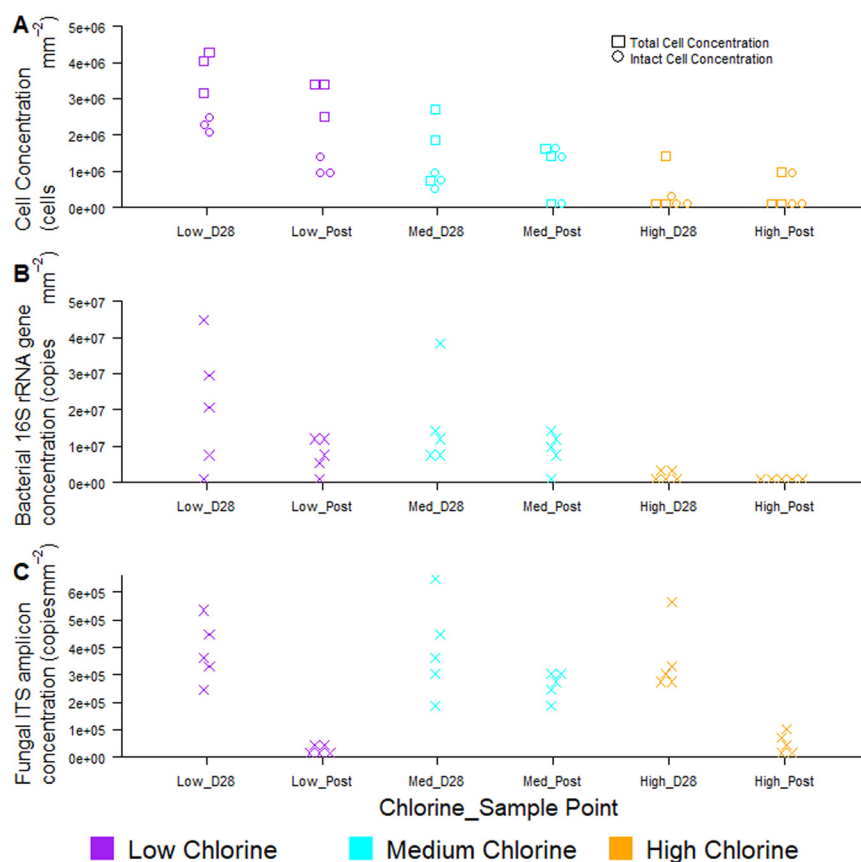 A
Cell Concentration
(cells mm−2)
5e+06
4e+06
3e+06
2e+06
1e+06
0e+00
Total Cell Concentration
Intact Cell Concentration
Low_D28 Low_Post Med_D28 Med_Post High_D28 High_Post
B
Bacterial 16S rRNA gene
concentration (copies mm−2)
5e+07
4e+07
3e+07
2e+07
1e+07
0e+00
Low_D28 Low_Post Med_D28 Med_Post High_D28 High_Post
C
Fungal ITS amplicon
concentration (copiesmm−2)
6e+05
5e+05
4e+05
3e+05
2e+05
1e+05
0e+00
Low_D28 Low_Post Med_D28 Med_Post High_D28 High_Post
Chlorine_Sample Point
Low Chlorine Medium Chlorine High Chlorine